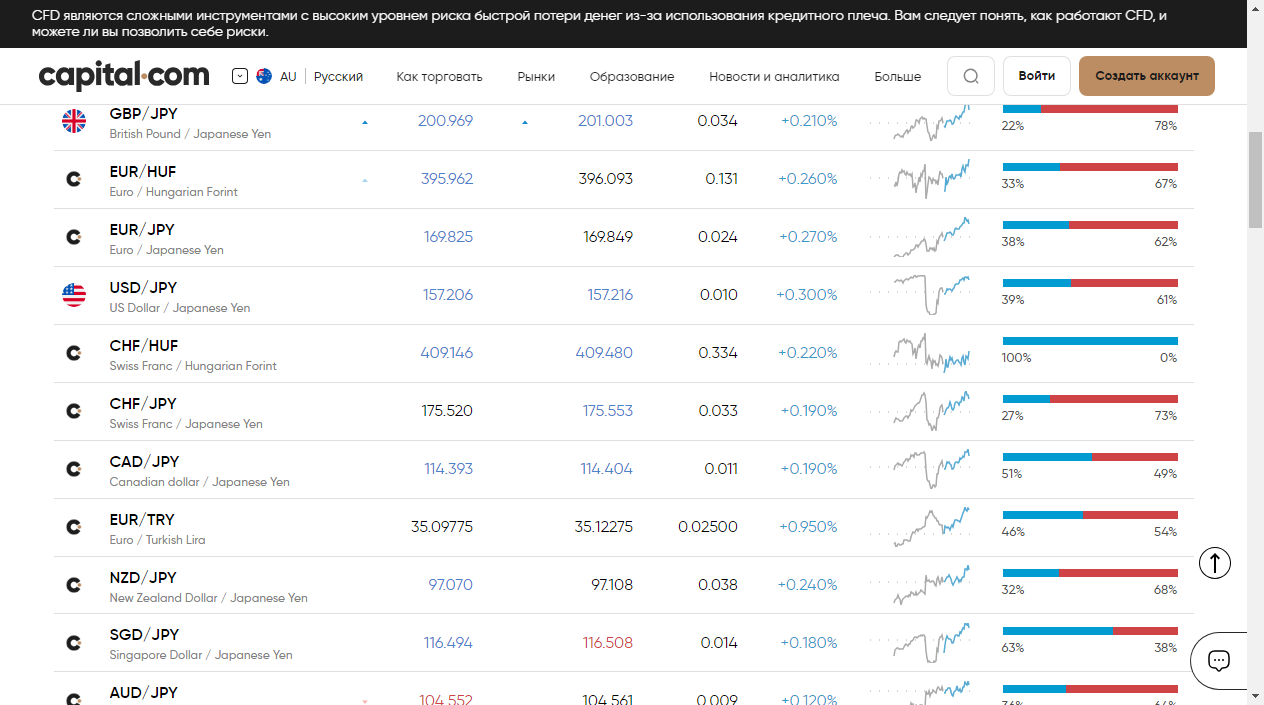 CFD являются сложными инструментами с высоким уровнем риска быстрой потери денег из-за использования кредитного плеча. Вам следует понять, как работают CFD, и
можете ли вы позволить себе риски.
capital.com AU Русский Как торговать Рынки Образование Новости и аналитика Больше Войти Создать аккаунт
GBP/JPY 200.969 201.003 0.034 +0.210%
British Pound / Japanese Yen 22% 78%
EUR/HUF 395.962 396.093 0.131 +0.260%
Euro / Hungarian Forint 33% 67%
EUR/JPY 169.825 169.849 0.024 +0.270%
Euro / Japanese Yen 38% 62%
USD/JPY 157.206 157.216 0.010 +0.300%
US Dollar / Japanese Yen 39% 61%
CHF/HUF 409.146 409.480 0.334 +0.220%
Swiss Franc / Hungarian Forint 100% 0%
CHF/JPY 175.520 175.553 0.033 +0.190%
Swiss Franc / Japanese Yen 27% 73%
CAD/JPY 114.393 114.404 0.011 +0.190%
Canadian dollar / Japanese Yen 51% 49%
EUR/TRY 35.09775 35.12275 0.02500 +0.950%
Euro / Turkish Lira 46% 54%
NZD/JPY 97.070 97.108 0.038 +0.240%
New Zealand Dollar / Japanese Yen 32% 68%
SGD/JPY 116.494 116.508 0.014 +0.180%
Singapore Dollar / Japanese Yen 63% 38%
AUD/JPY 104.552 104.561 0.009 +0.120%